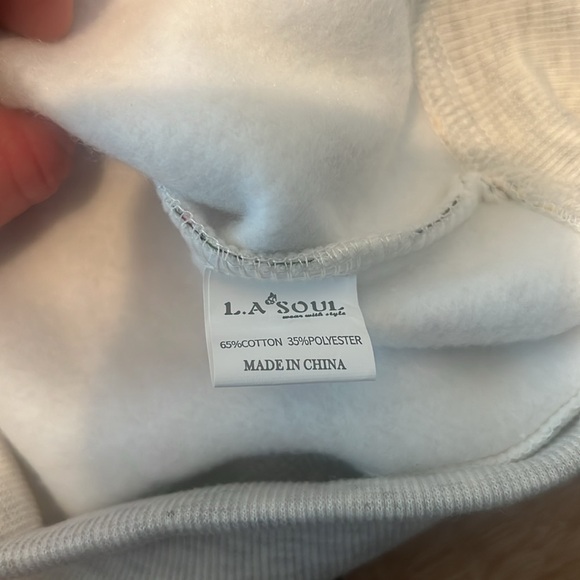 L.A SOUL
wear with style
65%COTTON 35%POLYESTER
MADE IN CHINA